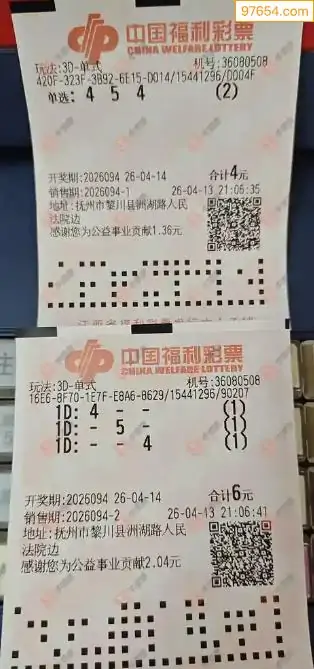 97654.com
中国福利彩票
CHINA WELFARE LOTTERY
玩法:3D-单式 机号:36080508
420F-323F-3B92-6E15-D014/15441296/D004F
单选: 4 5 4 (2)
开奖期:2026094 26-04-14 合计4元
销售期:2026094-1 26-04-13 21:06:35
地址:抚州市黎川县洲湖路人民
法院边
感谢您为公益事业贡献1.36元
中国福利彩票
CHINA WELFARE LOTTERY
玩法:3D-单式 机号:36080508
16E6-8F70-1E7F-E8A6-8629/15441296/90207
1D: 4 - - (1)
1D: - 5 - (1)
1D: - - 4 (1)
开奖期:2026094 26-04-14 合计6元
销售期:2026094-2 26-04-13 21:06:41
地址:抚州市黎川县洲湖路人民
法院边
感谢您为公益事业贡献2.04元